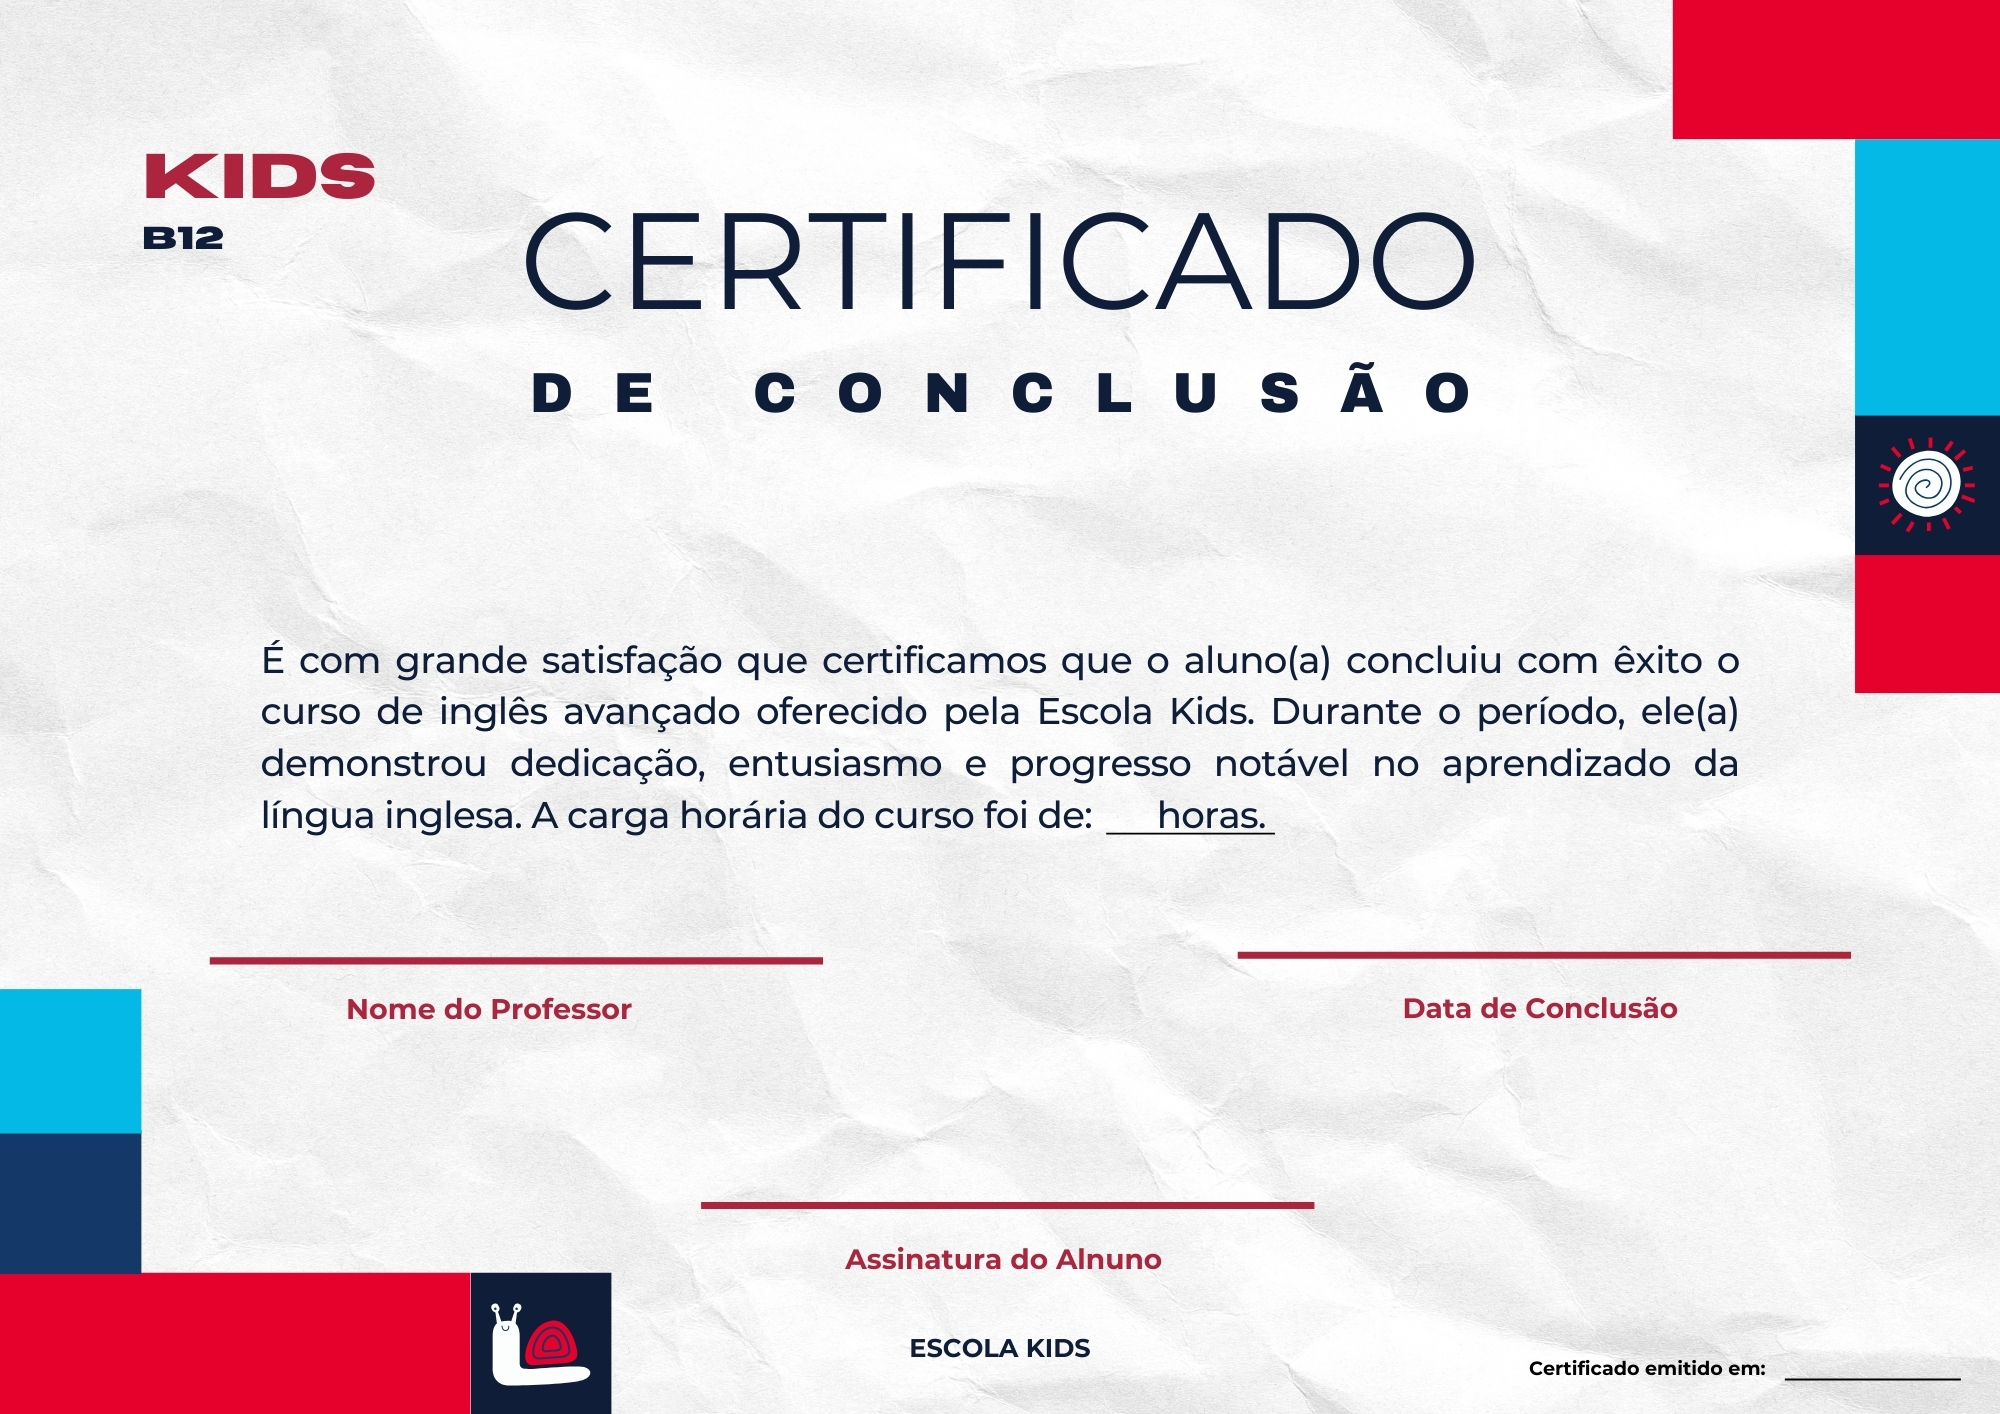 KIDS
B12
CERTIFICADO
DE CONCLUSÃO
É com grande satisfação que certificamos que o aluno(a) concluiu com êxito o
curso de inglês avançado oferecido pela Escola Kids. Durante o período, ele(a)
demonstrou dedicação, entusiasmo e progresso notável no aprendizado da
língua inglesa. A carga horária do curso foi de: ___horas.
Nome do Professor
Data de Conclusão
Assinatura do Alnuno
ESCOLA KIDS
Certificado emitido em: